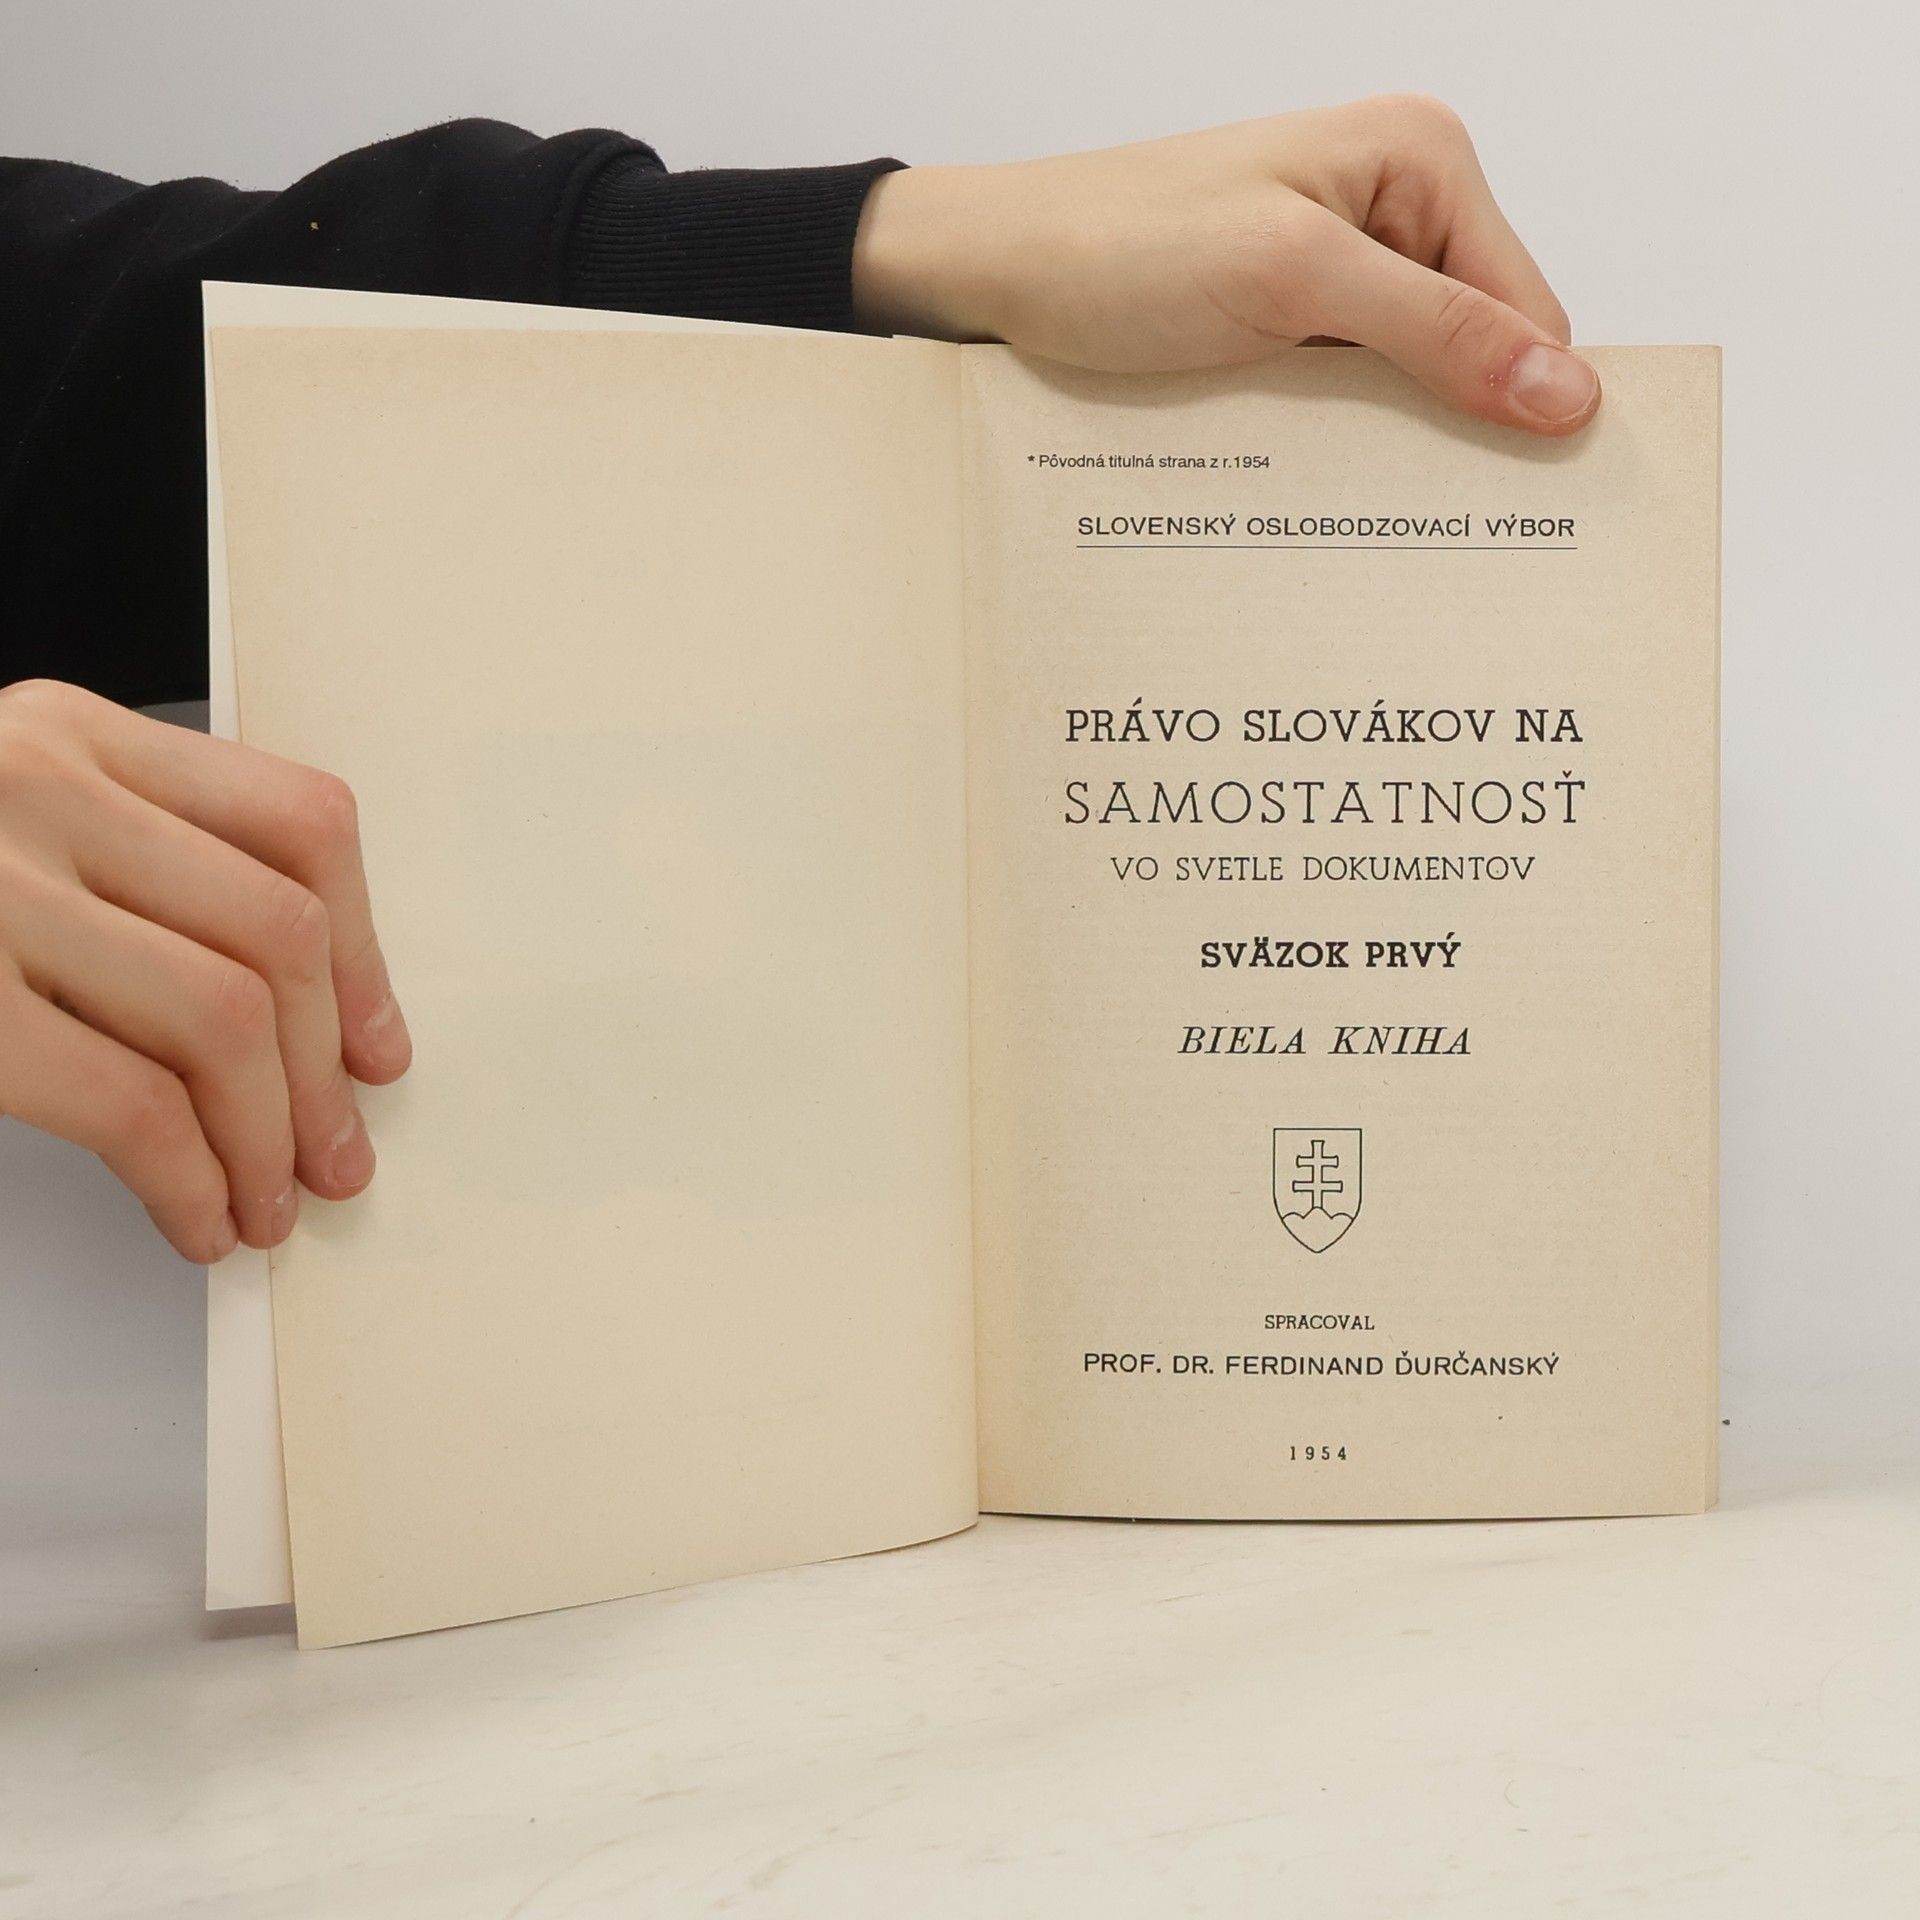 * Pôvodná titulná strana z r.1954
SLOVENSKÝ OSLOBODZOVACÍ VÝBOR
PRÁVO SLOVÁKOV NA
SAMOSTATNOSŤ
VO SVETLE DOKUMENTOV
SVÄZOK PRVÝ
BIELA KNIHA
SPRACOVAL
PROF. DR. FERDINAND ĎURČANSKÝ
1954